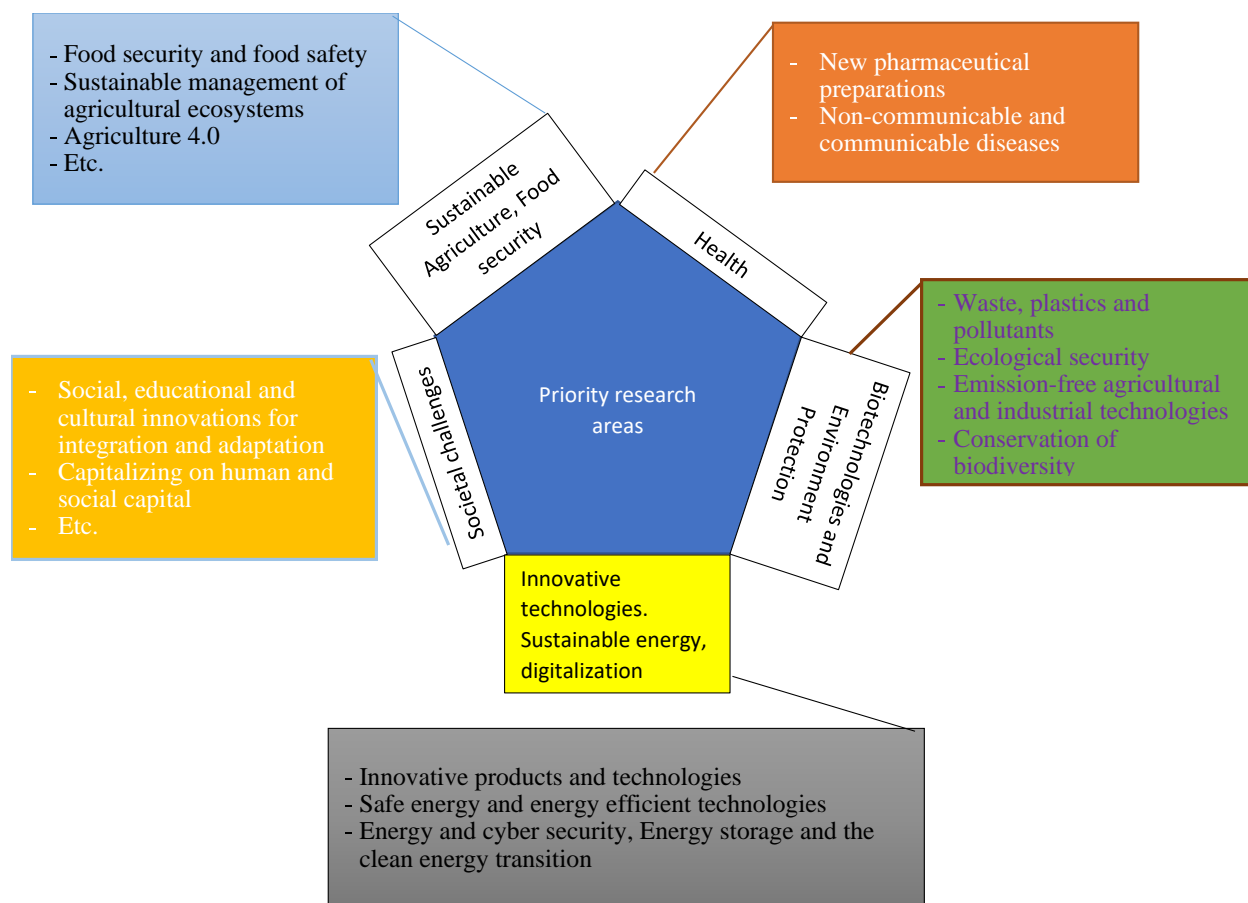 - Food security and food safety
- Sustainable management of
agricultural ecosystems
- Agriculture 4.0
- Etc.
- New pharmaceutical
preparations
- Non-communicable and
communicable diseases
Sustainable
Agriculture, Food
security
Health
- Waste, plastics and
pollutants
- Ecological security
- Emission-free agricultural
and industrial technologies
- Conservation of
biodiversity
- Social, educational and
cultural innovations for
integration and adaptation
- Capitalizing on human and
social capital
- Etc.
Societal challenges
Priority research
areas
Biotechnologies and
Environment
Protection
Innovative
technologies.
Sustainable energy,
digitalization
- Innovative products and technologies
- Safe energy and energy efficient technologies
- Energy and cyber security, Energy storage and the
clean energy transition